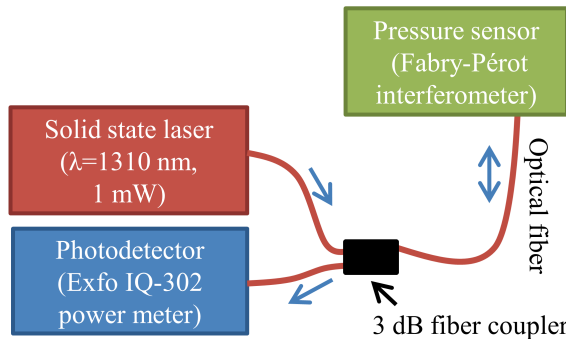 Pressure sensor
(Fabry-Pérot
interferometer)
Solid state laser
(λ=1310 nm,
1 mW)
Optical fiber
Photodetector
(Exfo IQ-302
power meter)
3 dB fiber coupler